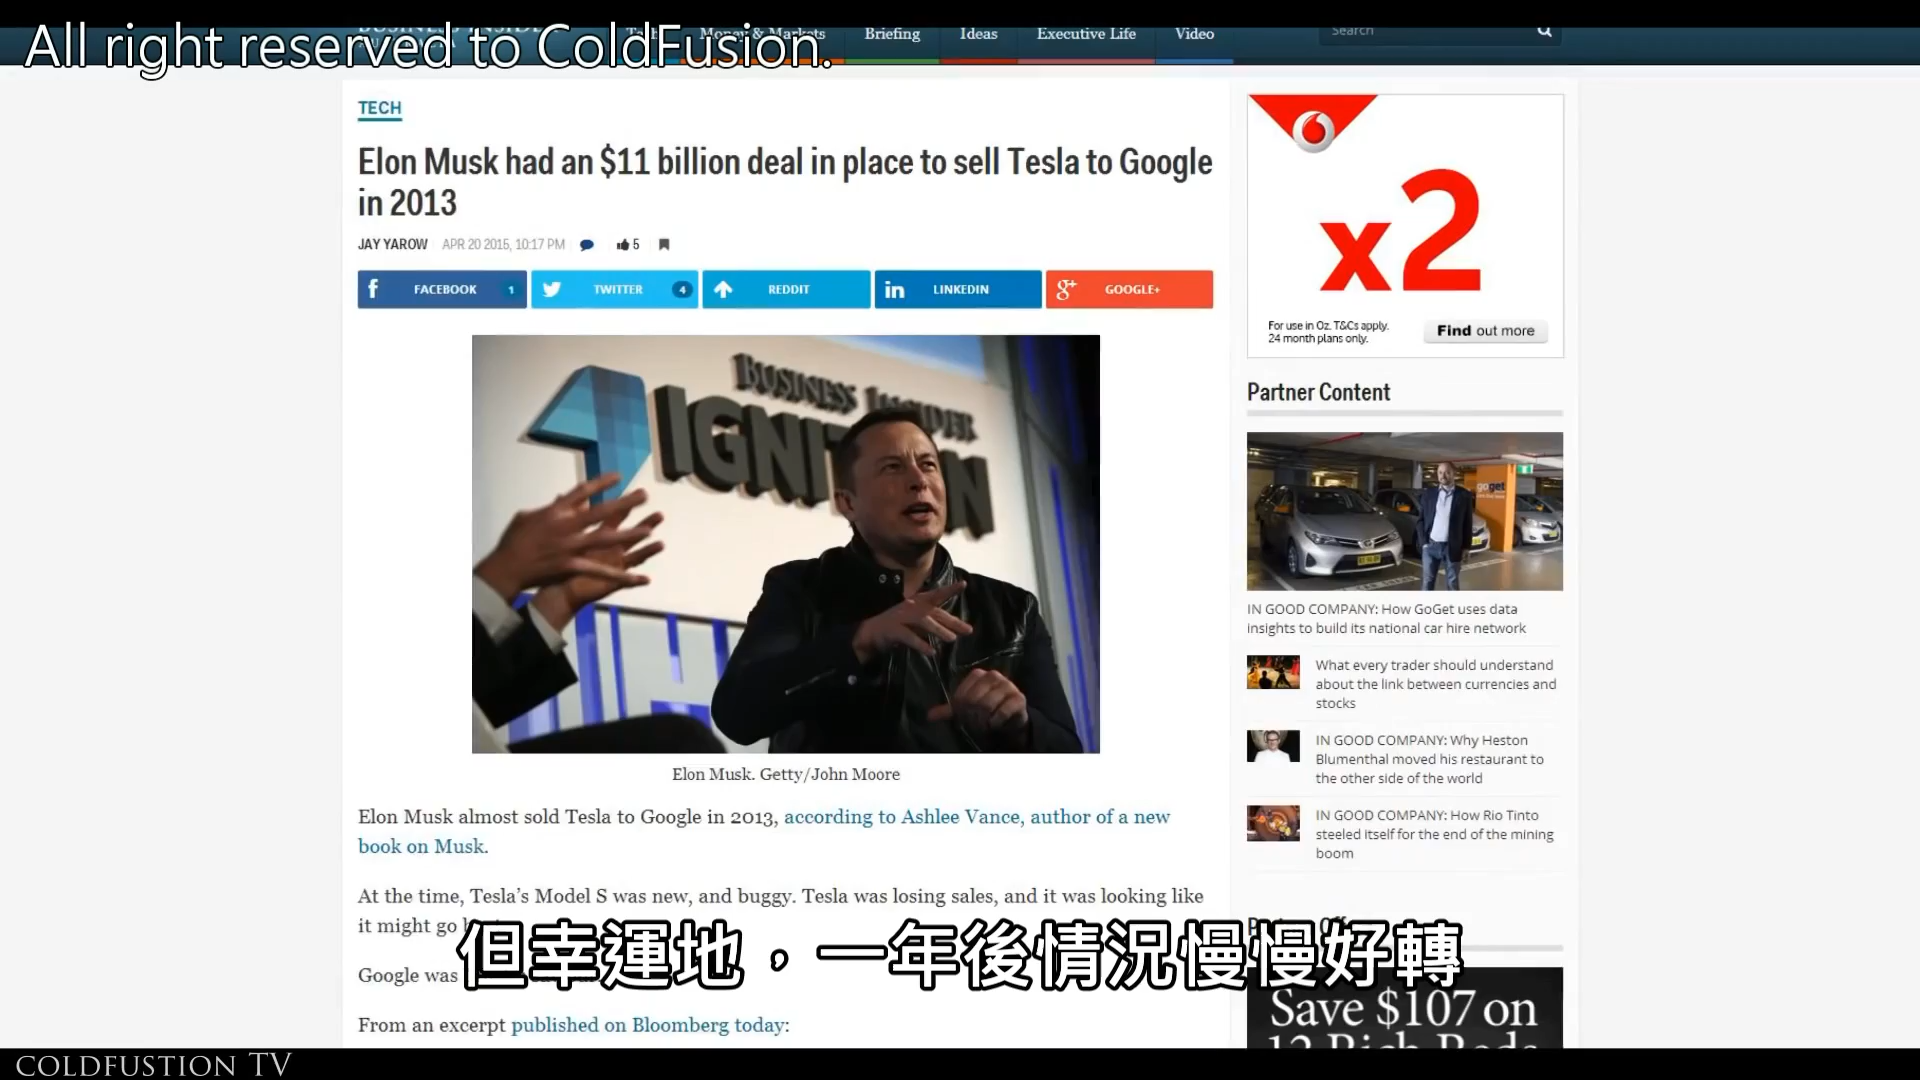 All right reserved to ColdFusion.
Money & Markets
Briefing
Ideas
Executive Life
Video
Search
TECH
Elon Musk had an $11 billion deal in place to sell Tesla to Google
in 2013
JAY YAROW APR 20 2015, 10:17 PM 5
FACEBOOK 1
TWITTER 4
REDDIT
LINKEDIN
GOOGLE+
BUSINESS INSIDER
IGNITION
Elon Musk. Getty/John Moore
Elon Musk almost sold Tesla to Google in 2013, according to Ashlee Vance, author of a new
book on Musk.
At the time, Tesla's Model S was new, and buggy. Tesla was losing sales, and it was looking like
it might go
Google was
From an excerpt published on Bloomberg today:
x2
For use in Oz. T&Cs apply.
24 month plans only.
Find out more
Partner Content
goget
IN GOOD COMPANY: How GoGet uses data
insights to build its national car hire network
What every trader should understand
about the link between currencies and
stocks
IN GOOD COMPANY: Why Heston
Blumenthal moved his restaurant to
the other side of the world
IN GOOD COMPANY: How Rio Tinto
steeled itself for the end of the mining
boom
Save $107 on
但幸運地，一年後情況慢慢好轉
COLDFUSTION TV